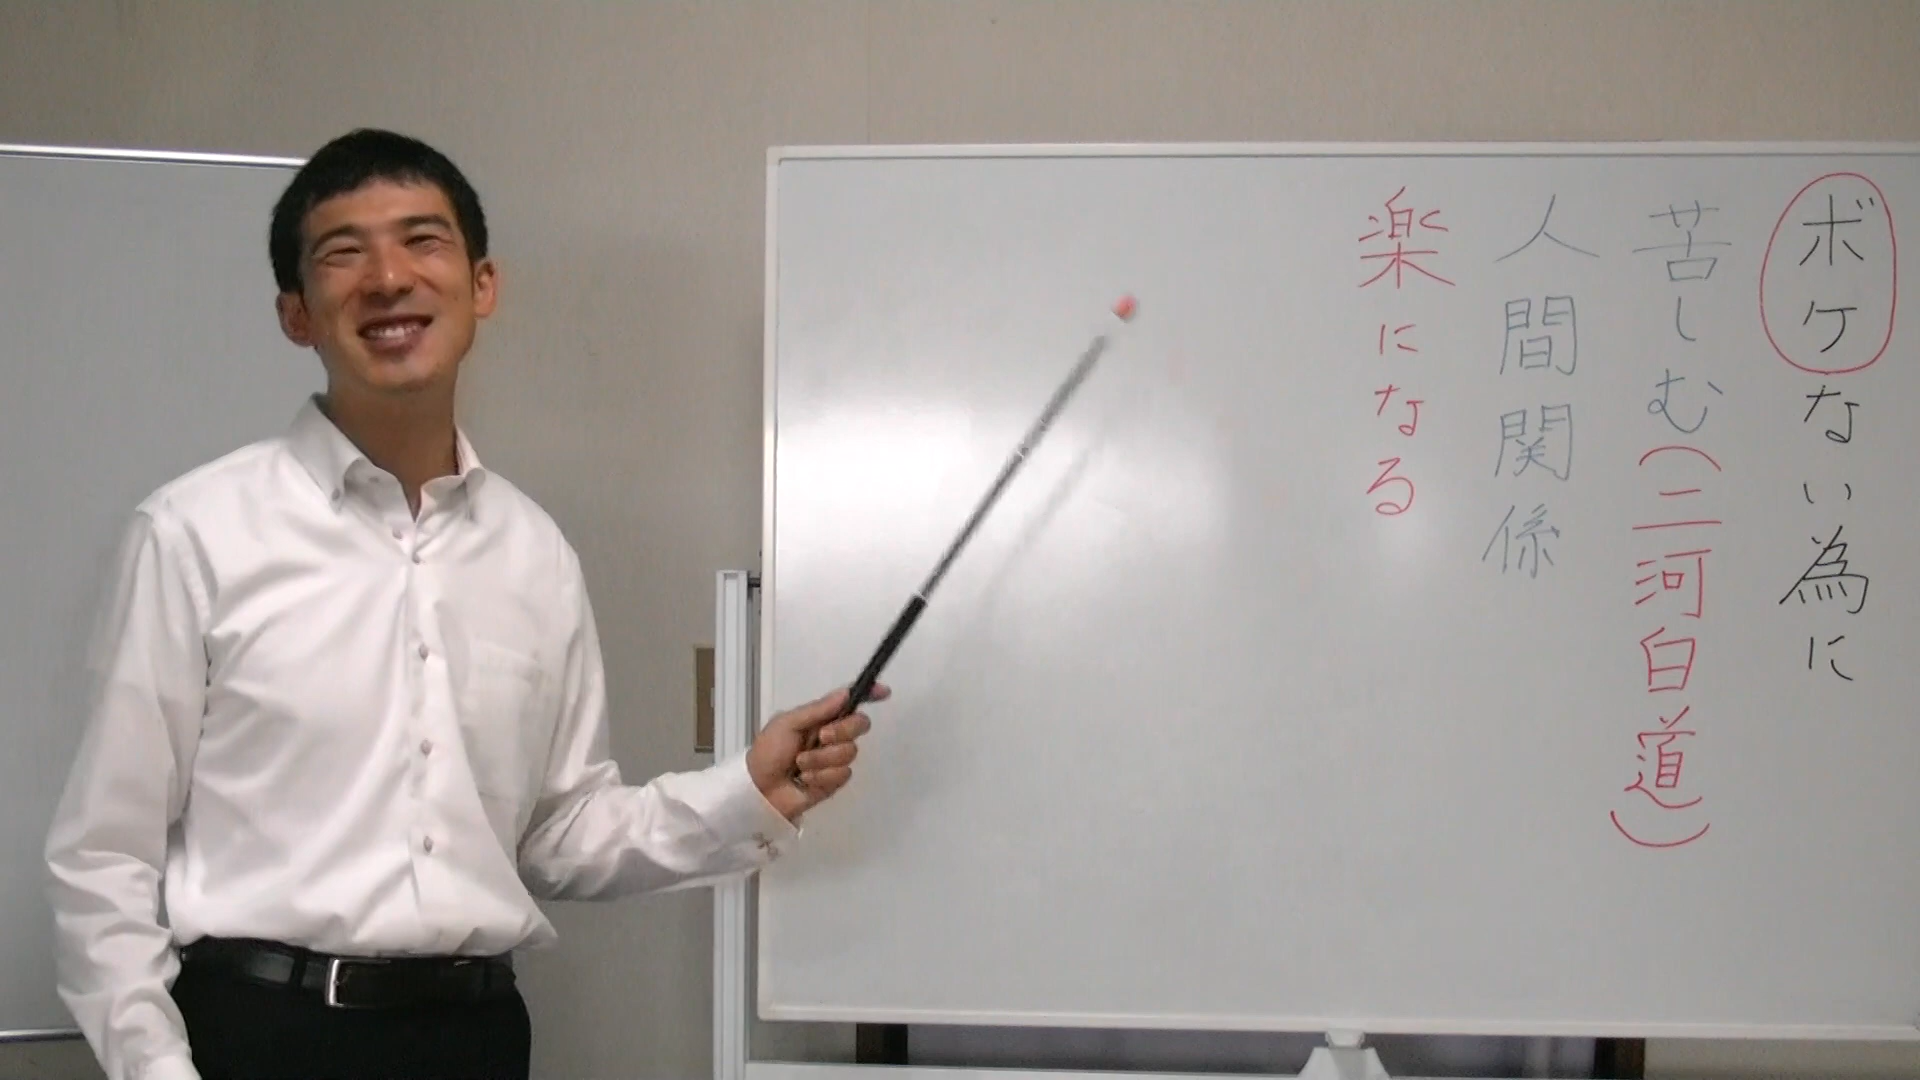 ボケない為に
苦しむ(二河白道)
人間関係
楽になる